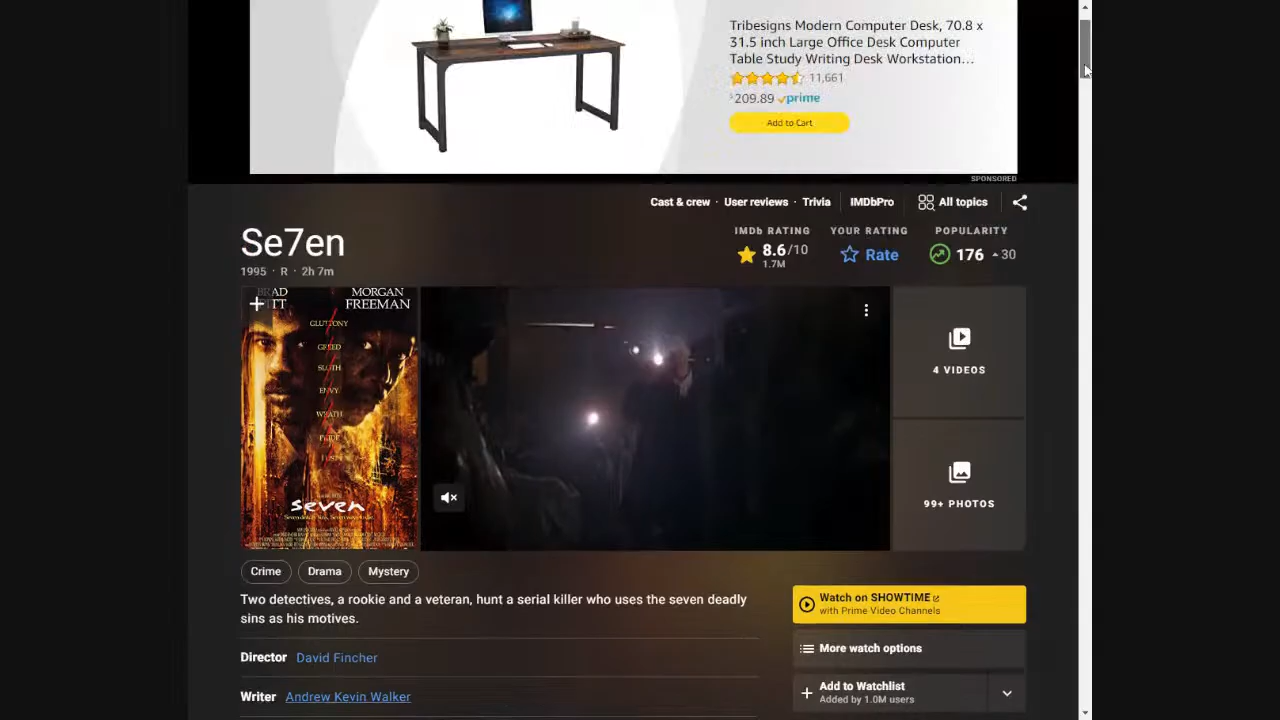 Tribesigns Modern Computer Desk, 70.8 x
31.5 inch Large Office Desk Computer
Table Study Writing Desk Workstation...
11,661
$209.89 prime
Add to Cart
SPONSORED
Cast & crew · User reviews · Trivia IMDbPro All topics
Se7en
1995 · R · 2h 7m
IMDb RATING YOUR RATING POPULARITY
8.6/10 Rate 176 30
1.7M
MORGAN
FREEMAN
GLUTTONY
GREED
SLOTH
ENVY
WRATH
PRIDE
LUST
seven
4 VIDEOS
99+ PHOTOS
Crime Drama Mystery
Two detectives, a rookie and a veteran, hunt a serial killer who uses the seven deadly
sins as his motives.
Director David Fincher
Writer Andrew Kevin Walker
Watch on SHOWTIME
with Prime Video Channels
More watch options
Add to Watchlist
Added by 1.0M users